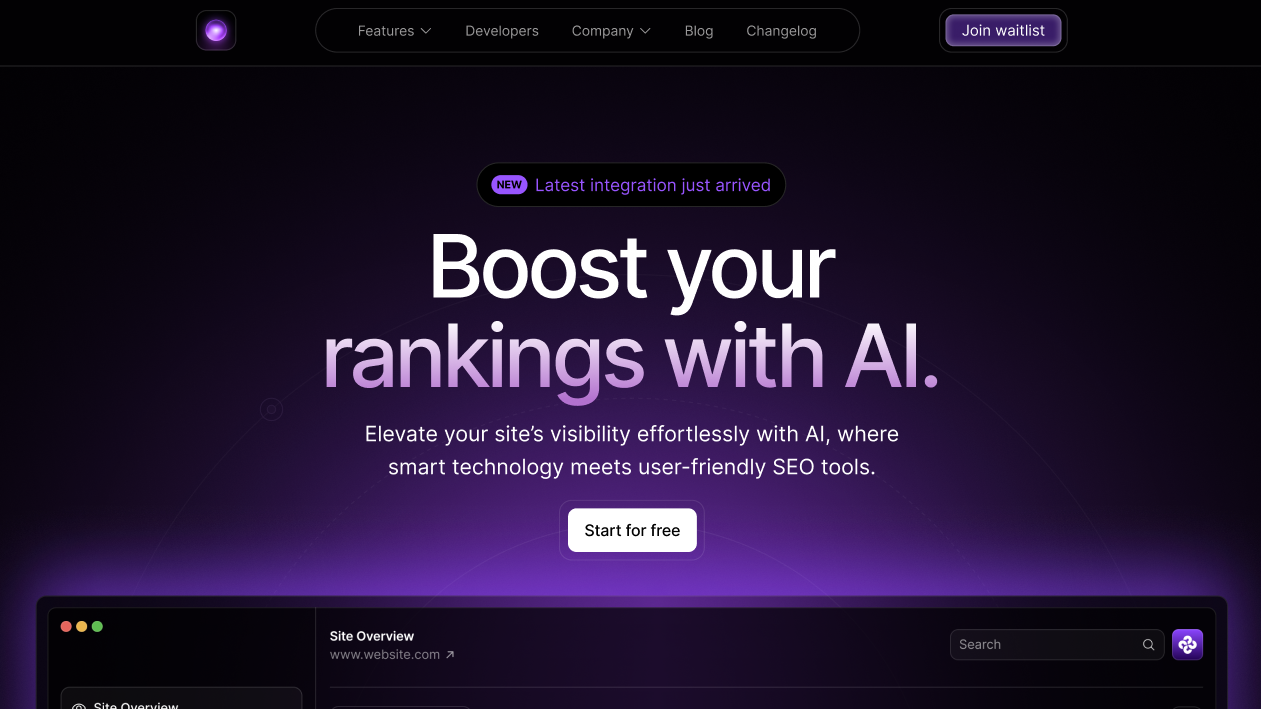 Features
Developers
Company
Blog
Changelog
Join waitlist
NEW Latest integration just arrived
Boost your
rankings with AI.
Elevate your site’s visibility effortlessly with AI, where
smart technology meets user-friendly SEO tools.
Start for free
Site Overview
www.website.com
Search
Site Overview